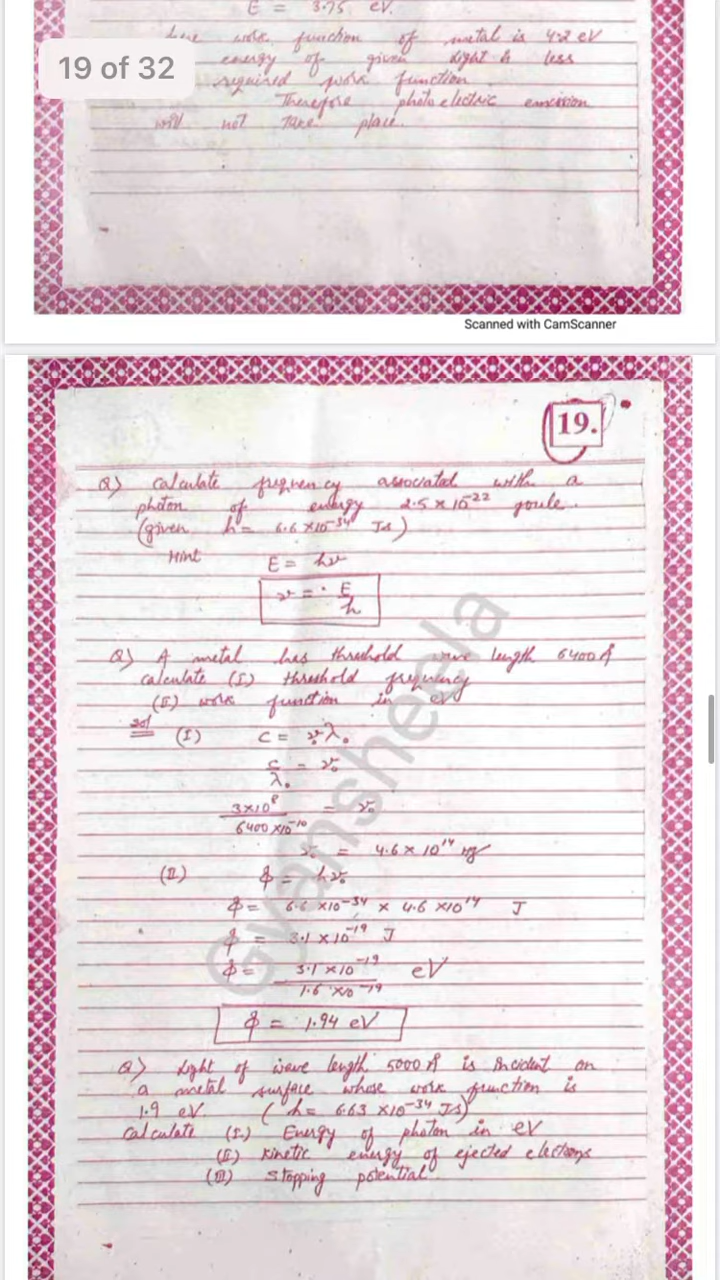 E = 3.75 eV.
work function of metal is 4.2 eV
19 of 32
energy of given light is less
required work function
Therefore photoelectric emission
will not take place.
Scanned with CamScanner
19.
Q) Calculate frequency associated with a
photon of energy 2.5 × 10⁻²² joule.
(given h = 6.6 × 10⁻³⁴ Js)
Hint E = hν
ν = E/h
Q) A metal has threshold wave length 6400 Å
calculate (I) threshold frequency
(II) work function in eV
Sol (I) C = ν₀λ₀
C/λ₀ = ν₀
3×10⁸/6400×10⁻¹⁰ = ν₀
ν₀ = 4.6 × 10¹⁴ Hz
(II) ϕ = hν₀
ϕ = 6.6 × 10⁻³⁴ × 4.6 × 10¹⁴ J
ϕ = 3.1 × 10⁻¹⁹ J
ϕ = 3.1 × 10⁻¹⁹/1.6 × 10⁻¹⁹ eV
ϕ = 1.94 eV
Q) Light of wave length 5000 Å is incident on
a metal surface whose work function is
1.9 eV (h = 6.63 × 10⁻³⁴ Js)
Calculate (I) Energy of photon in eV
(II) Kinetic energy of ejected electrons
(III) Stopping potential
Gyansheela